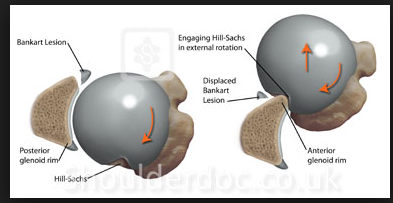 Bankart Lesion
Posterior
glenoid rim
Hill-Sachs
Engaging Hill-Sachs
in external rotation
Displaced
Bankart
Lesion
Anterior
glenoid rim
shoulderdoc.co.uk